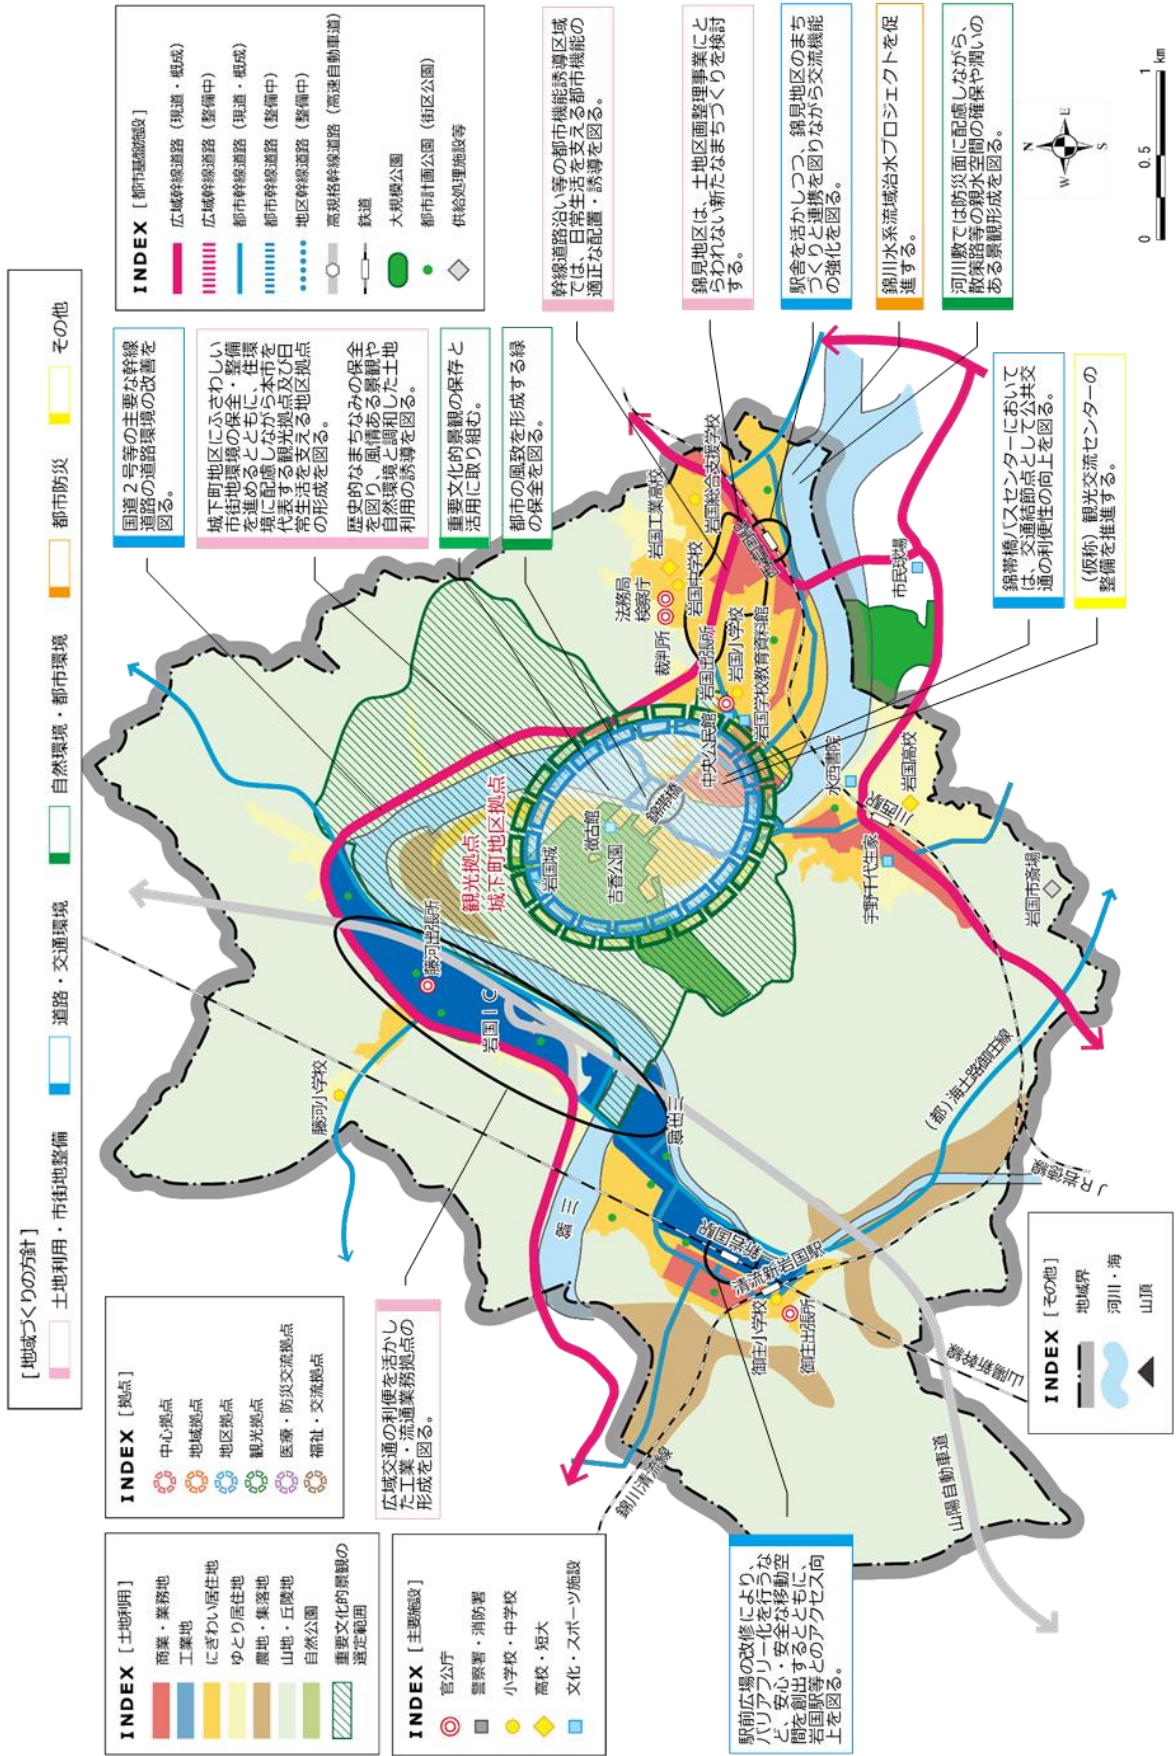 [地域づくりの方針]
土地利用・市街地整備
道路・交通環境
自然環境・都市環境
都市防災
その他
INDEX [土地利用]
商業・業務地
工業地
にぎわい居住地
ゆとり居住地
農地・集落地
山地・丘陵地
自然公園
重要文化的景観の
選定範囲
INDEX [拠点]
中心拠点
地域拠点
地区拠点
観光拠点
医療・防災交流拠点
福祉・交流拠点
INDEX [主要施設]
官公庁
警察署・消防署
小学校・中学校
高校・短大
文化・スポーツ施設
INDEX [都市基盤施設]
広域幹線道路（現道・概成）
広域幹線道路（整備中）
都市幹線道路（現道・概成）
都市幹線道路（整備中）
地区幹線道路（整備中）
高規格幹線道路（高速自動車道）
鉄道
大規模公園
都市計画公園（街区公園）
供給処理施設等
INDEX [その他]
地域界
河川・海
山頂
広域交通の利便を活かし
た工業・流通業務拠点の
形成を図る。
国道２号等の主要な幹線
道路の道路環境の改善を
図る。
城下町地区にふさわしい
市街地環境の保全・整備
を進めるとともに、住環
境に配慮しながら本市を
代表する観光拠点及び日
常生活を支える地区拠点
の形成を図る。
歴史的なまちなみの保全
を図り、風情ある景観や
自然環境と調和した土地
利用の誘導を図る。
重要文化的景観の保存と
活用に取り組む。
都市の風致を形成する緑
の保全を図る。
幹線道路沿い等の都市機能誘導区域
では、日常生活を支える都市機能の
適正な配置・誘導を図る。
錦見地区は、土地区画整理事業にと
らわれない新たなまちづくりを検討
する。
駅舎を活かしつつ、錦見地区のまち
づくりと連携を図りながら交流機能
の強化を図る。
錦川水系流域治水プロジェクトを促
進する。
河川敷では防災面に配慮しながら、
散策路等の親水空間の確保や潤いの
ある景観形成を図る。
錦帯橋バスセンターにおいて
は、交通結節点として公共交
通の利便性の向上を図る。
（仮称）観光交流センターの
整備を推進する。
駅前広場の改修により、
バリアフリー化を行うな
ど、安心・安全な移動空
間を創出するとともに、
岩国駅等とのアクセス向
上を図る。
観光拠点
城下町地区拠点
藤河小学校
藤河出張所
岩国ＩＣ
岩国城
徴古館
吉香公園
錦帯橋
中央公民館
岩国出張所
岩国小学校
岩国学校教育資料館
裁判所
法務局
検察庁
岩国中学校
岩国工業高校
岩国総合支援学校
西岩国駅
市民球場
水西書院
岩国高校
川西駅
宇野千代生家
岩国市斎場
(都)海土路御庄線
ＪＲ岩徳線
新岩国駅
清流新岩国駅
御庄小学校
御庄出張所
錦川清流線
山陽新幹線
山陽自動車道
N
W
E
S
0
0.5
1
km